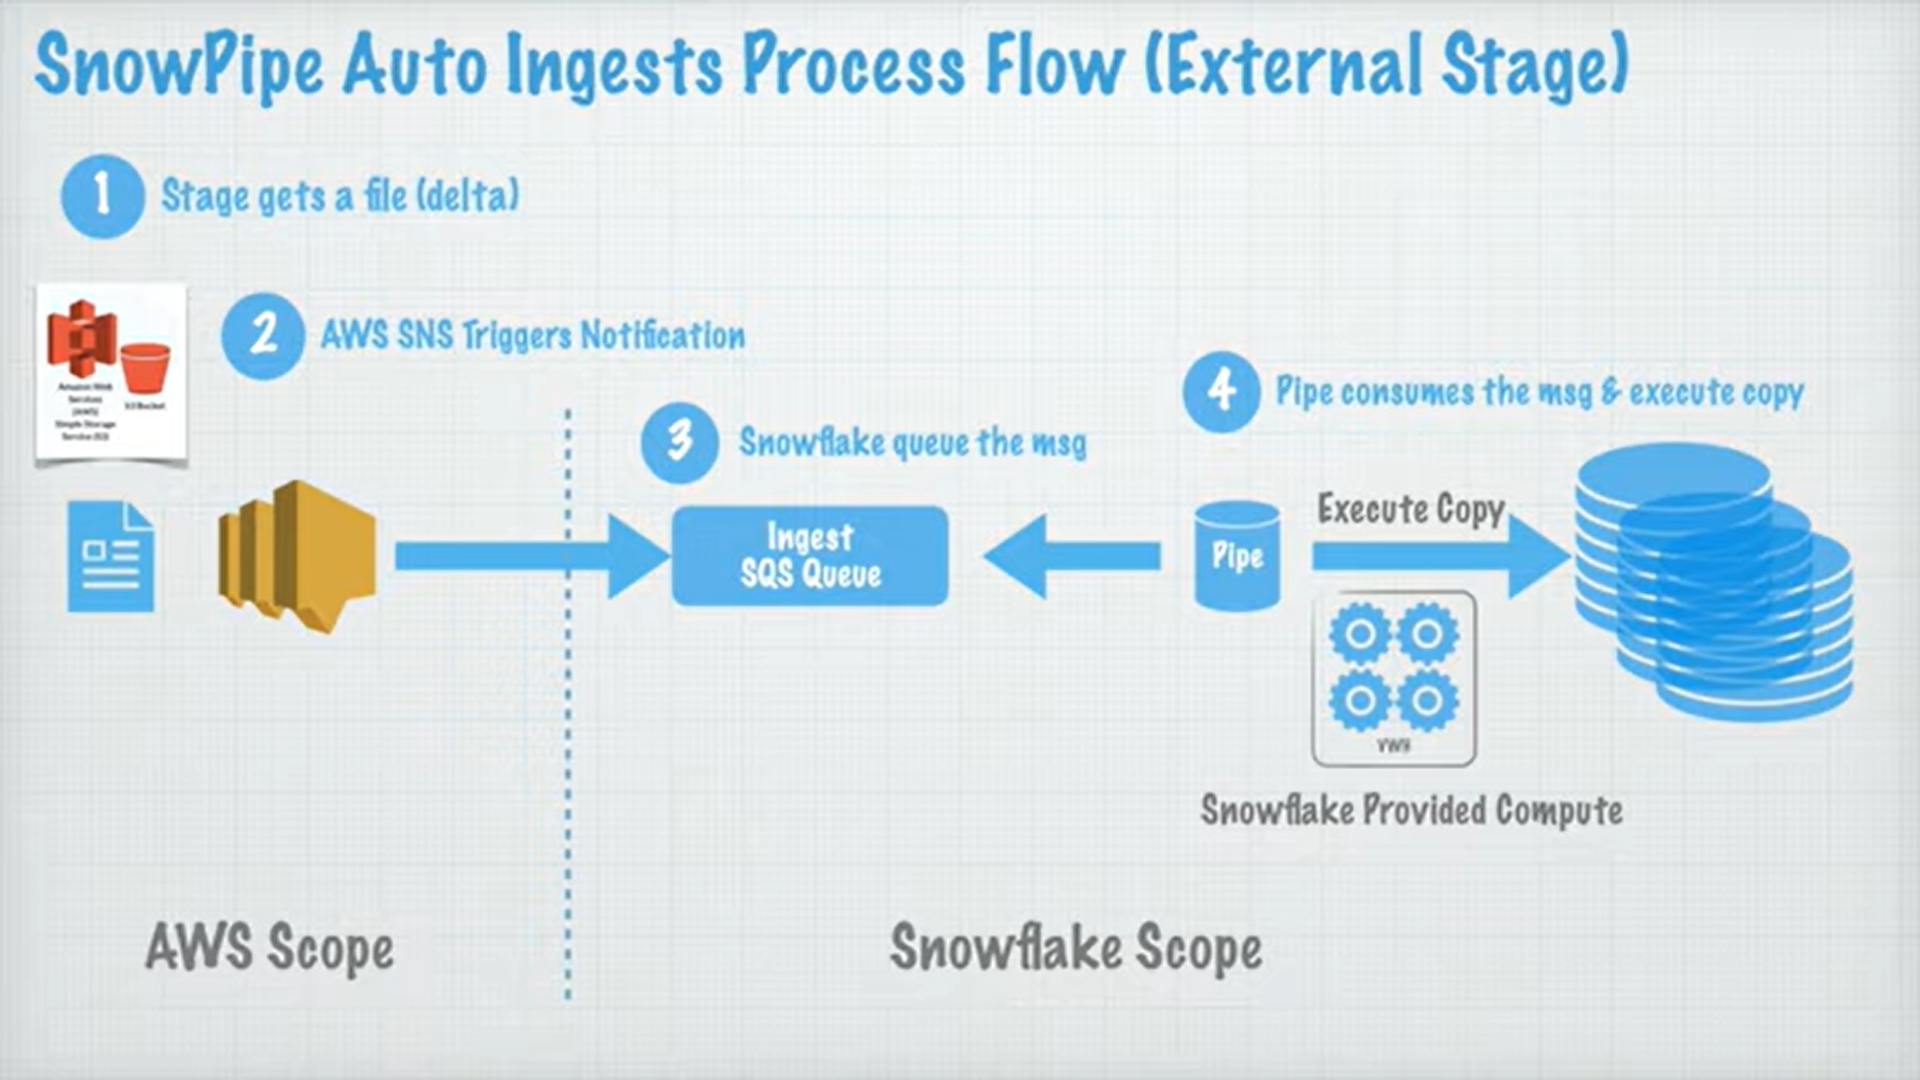 SnowPipe Auto Ingests Process Flow (External Stage)
1 Stage gets a file (delta)
Amazon Web
Services
(AWS)
Simple Storage
Service (S3)
S3 Bucket
2 AWS SNS Triggers Notification
3 Snowflake queue the msg
Ingest
SQS Queue
4 Pipe consumes the msg & execute copy
Pipe
Execute Copy
VWH
Snowflake Provided Compute
AWS Scope
Snowflake Scope